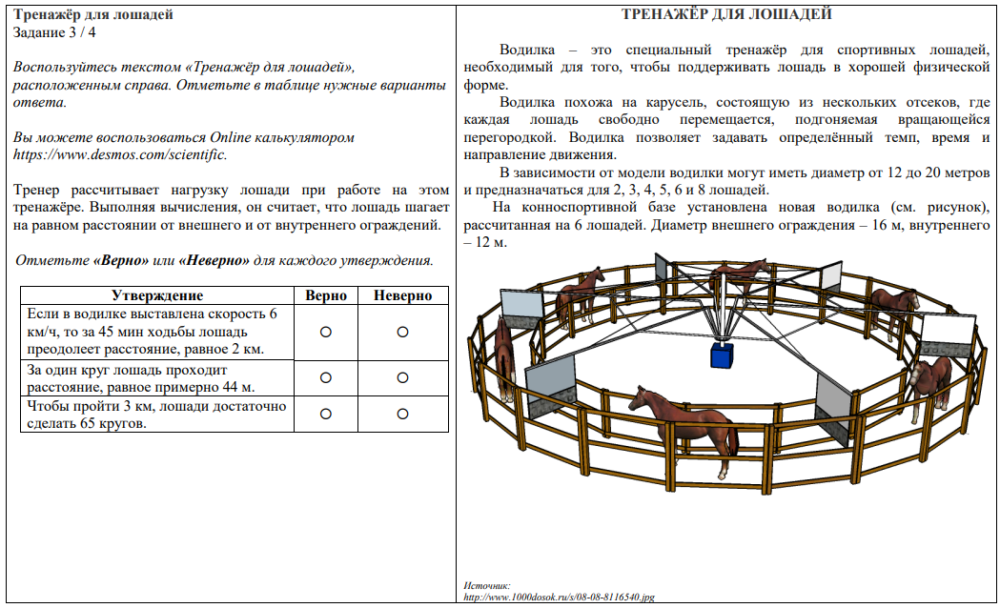 Тренажёр для лошадей
Задание 3 / 4
Воспользуйтесь текстом «Тренажёр для лошадей»,
расположенным справа. Отметьте в таблице нужные варианты
ответа.
Вы можете воспользоваться Online калькулятором
https://www.desmos.com/scientific.
Тренер рассчитывает нагрузку лошади при работе на этом
тренажёре. Выполняя вычисления, он считает, что лошадь шагает
на равном расстоянии от внешнего и от внутреннего ограждений.
Отметьте «Верно» или «Неверно» для каждого утверждения.
Утверждение Верно Неверно
Если в водилке выставлена скорость 6
км/ч, то за 45 мин ходьбы лошадь
преодолеет расстояние, равное 2 км.
За один круг лошадь проходит
расстояние, равное примерно 44 м.
Чтобы пройти 3 км, лошади достаточно
сделать 65 кругов.
ТРЕНАЖЁР ДЛЯ ЛОШАДЕЙ
Водилка – это специальный тренажёр для спортивных лошадей,
необходимый для того, чтобы поддерживать лошадь в хорошей физической
форме.
Водилка похожа на карусель, состоящую из нескольких отсеков, где
каждая лошадь свободно перемещается, подгоняемая вращающейся
перегородкой. Водилка позволяет задавать определённый темп, время и
направление движения.
В зависимости от модели водилки могут иметь диаметр от 12 до 20 метров
и предназначаться для 2, 3, 4, 5, 6 и 8 лошадей.
На конноспортивной базе установлена новая водилка (см. рисунок),
рассчитанная на 6 лошадей. Диаметр внешнего ограждения – 16 м, внутреннего
– 12 м.
Источник:
http://www.1000dosok.ru/s/08-08-8116540.jpg